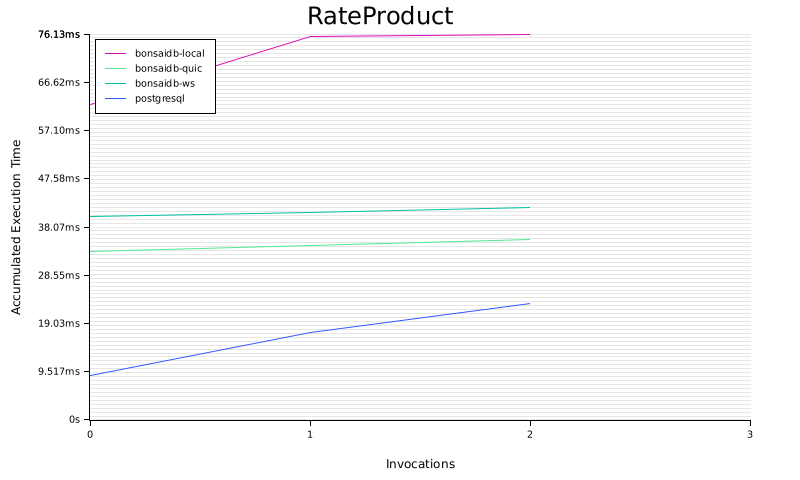 RateProduct
76.13ms
66.62ms
57.10ms
47.58ms
38.07ms
28.55ms
19.03ms
9.517ms
0s
Accumulated Execution Time
bonsaidb-local
bonsaidb-quic
bonsaidb-ws
postgresql
0 1 2 3
Invocations